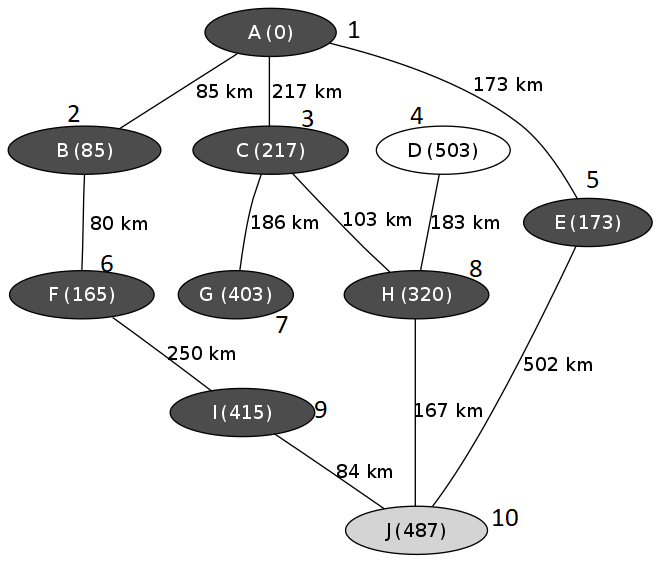 A (0)
1
85 km
217 km
173 km
2
3
4
B (85)
C (217)
D (503)
5
80 km
186 km
103 km
183 km
E (173)
6
8
F (165)
G (403)
H (320)
7
250 km
502 km
I (415)
9
167 km
84 km
J (487)
10